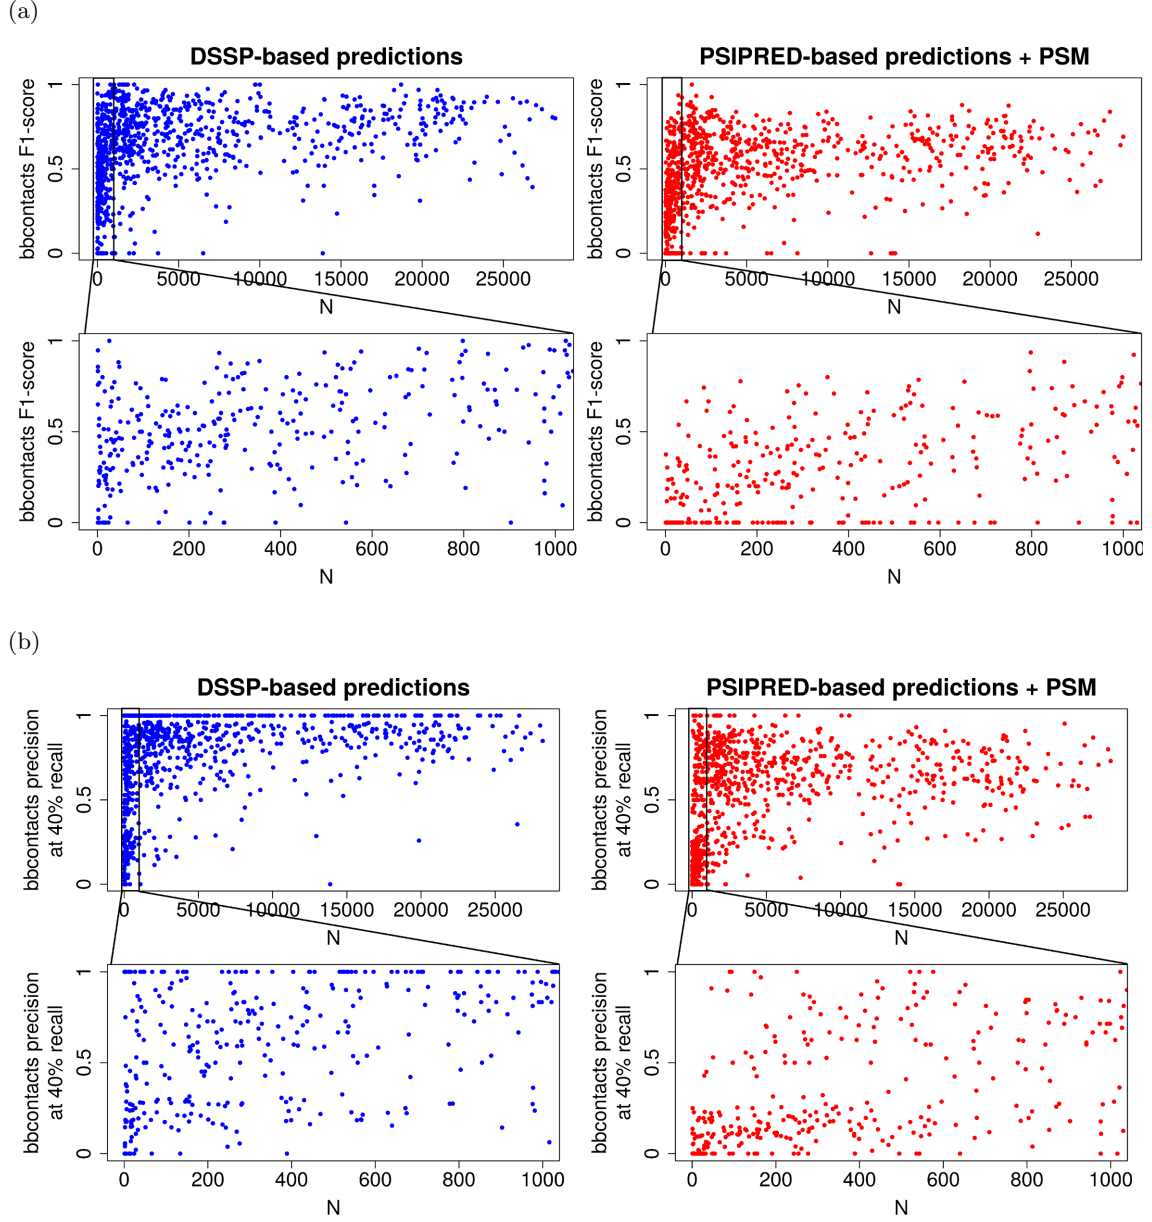 (a)
DSSP-based predictions
PSIPRED-based predictions + PSM
bbcontacts F1-score
0 0.5 1
0 5000 10000 15000 20000 25000
N
bbcontacts F1-score
0 0.5 1
0 5000 10000 15000 20000 25000
N
bbcontacts F1-score
0 0.5 1
0 200 400 600 800 1000
N
bbcontacts F1-score
0 0.5 1
0 200 400 600 800 1000
N
(b)
DSSP-based predictions
PSIPRED-based predictions + PSM
bbcontacts precision
at 40% recall
0 0.5 1
0 5000 10000 15000 20000 25000
N
bbcontacts precision
at 40% recall
0 0.5 1
0 5000 10000 15000 20000 25000
N
bbcontacts precision
at 40% recall
0 0.5 1
0 200 400 600 800 1000
N
bbcontacts precision
at 40% recall
0 0.5 1
0 200 400 600 800 1000
N